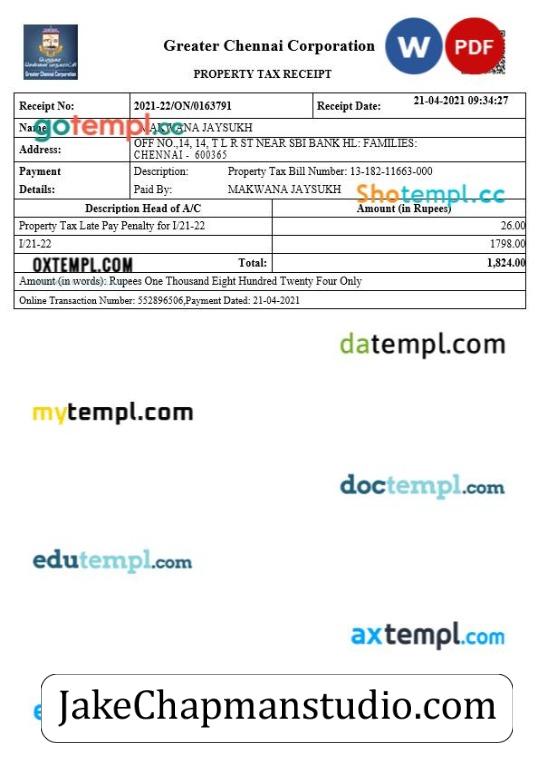 Greater Chennai Corporation
W PDF
Greater Chennai Corporation
PROPERTY TAX RECEIPT
Receipt No: 2021-22/ON/0163791 Receipt Date: 21-04-2021 09:34:27
Name MAKWANA JAYSUKH
gotempl.cc
Address: OFF NO.,14, 14, T L R ST NEAR SBI BANK HL: FAMILIES:
CHENNAI - 600365
Payment Description: Property Tax Bill Number: 13-182-11663-000
Details: Paid By: MAKWANA JAYSUKH
Shotempl.cc
Description Head of A/C Amount (in Rupees)
Property Tax Late Pay Penalty for I/21-22 26.00
I/21-22 1798.00
OXTEMPL.COM
Total: 1,824.00
Amount (in words): Rupees One Thousand Eight Hundred Twenty Four Only
Online Transaction Number: 552896506,Payment Dated: 21-04-2021
datempl.com
mytempl.com
doctempl.com
edutempl.com
axtempl.com
JakeChapmanstudio.com